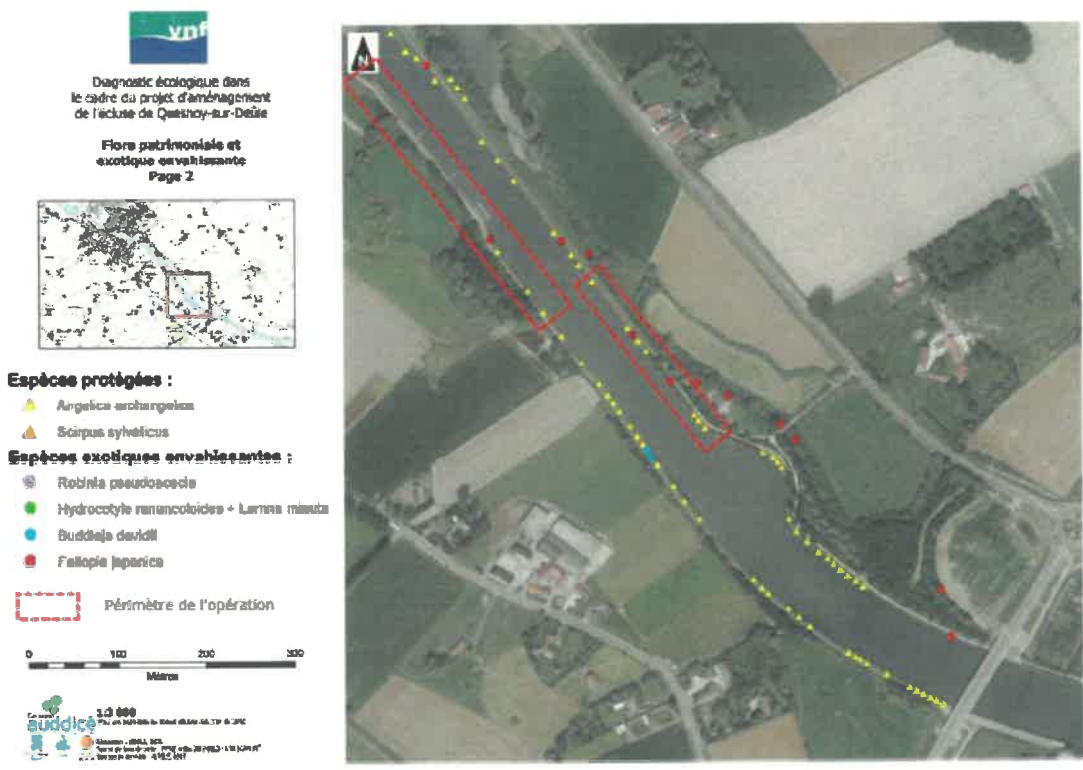 vnf
Diagnostic écologique dans
le cadre du projet d'aménagement
de l'écluse de Quesnoy-sur-Deûle
Flore patrimoniale et
exotique envahissante
Page 2
N
Espèces protégées :
Angelica archangelica
Scirpus sylvaticus
Espèces exotiques envahissantes :
Robinia pseudoacacia
Hydrocotyle ranunculoides + Lemna minuta
Buddleja davidii
Fallopia japonica
Périmètre de l'opération
0 100 200 300
Mètres
auddicé
1:3 000